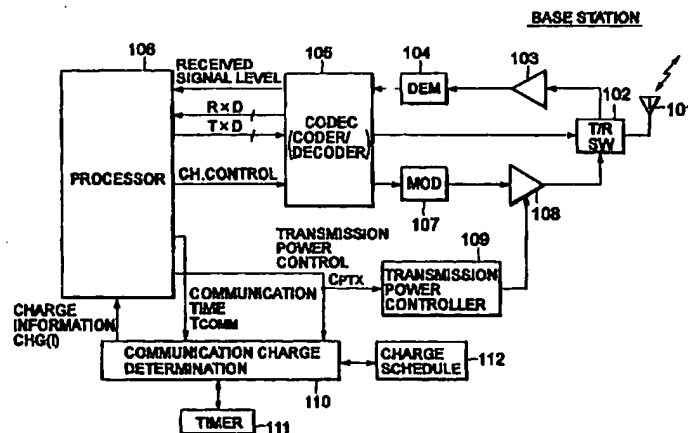 BASE STATION
106
RECEIVED
SIGNAL LEVEL
105
104
103
DEM
102
101
R×D
T×D
CODEC
(CODER/
DECODER)
T/R
SW
PROCESSOR
CH.CONTROL
MOD
107
108
TRANSMISSION
POWER
CONTROL
109
CPTX
TRANSMISSION
POWER
CONTROLLER
COMMUNICATION
TIME
TCOMM
CHARGE
INFORMATION
CHG(I)
COMMUNICATION CHARGE
DETERMINATION
CHARGE
SCHEDULE
112
110
TIMER
111